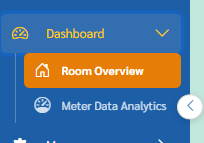 Dashboard
Room Overview
Meter Data Analytics